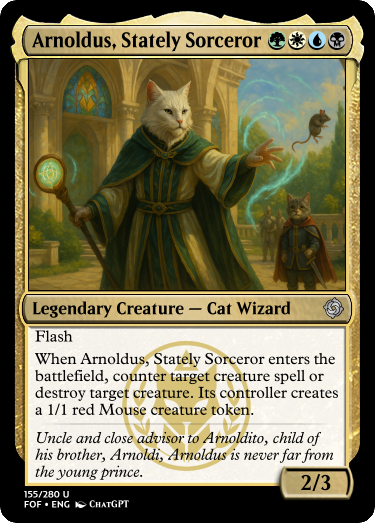 Arnoldus, Stately Sorceror
Legendary Creature — Cat Wizard
Flash
When Arnoldus, Stately Sorceror enters the
battlefield, counter target creature spell or
destroy target creature. Its controller creates
a 1/1 red Mouse creature token.
Uncle and close advisor to Arnoldito, child of
his brother, Arnoldi, Arnoldus is never far from
the young prince.
2/3
155/280 U
FOF • ENG ChatGPT